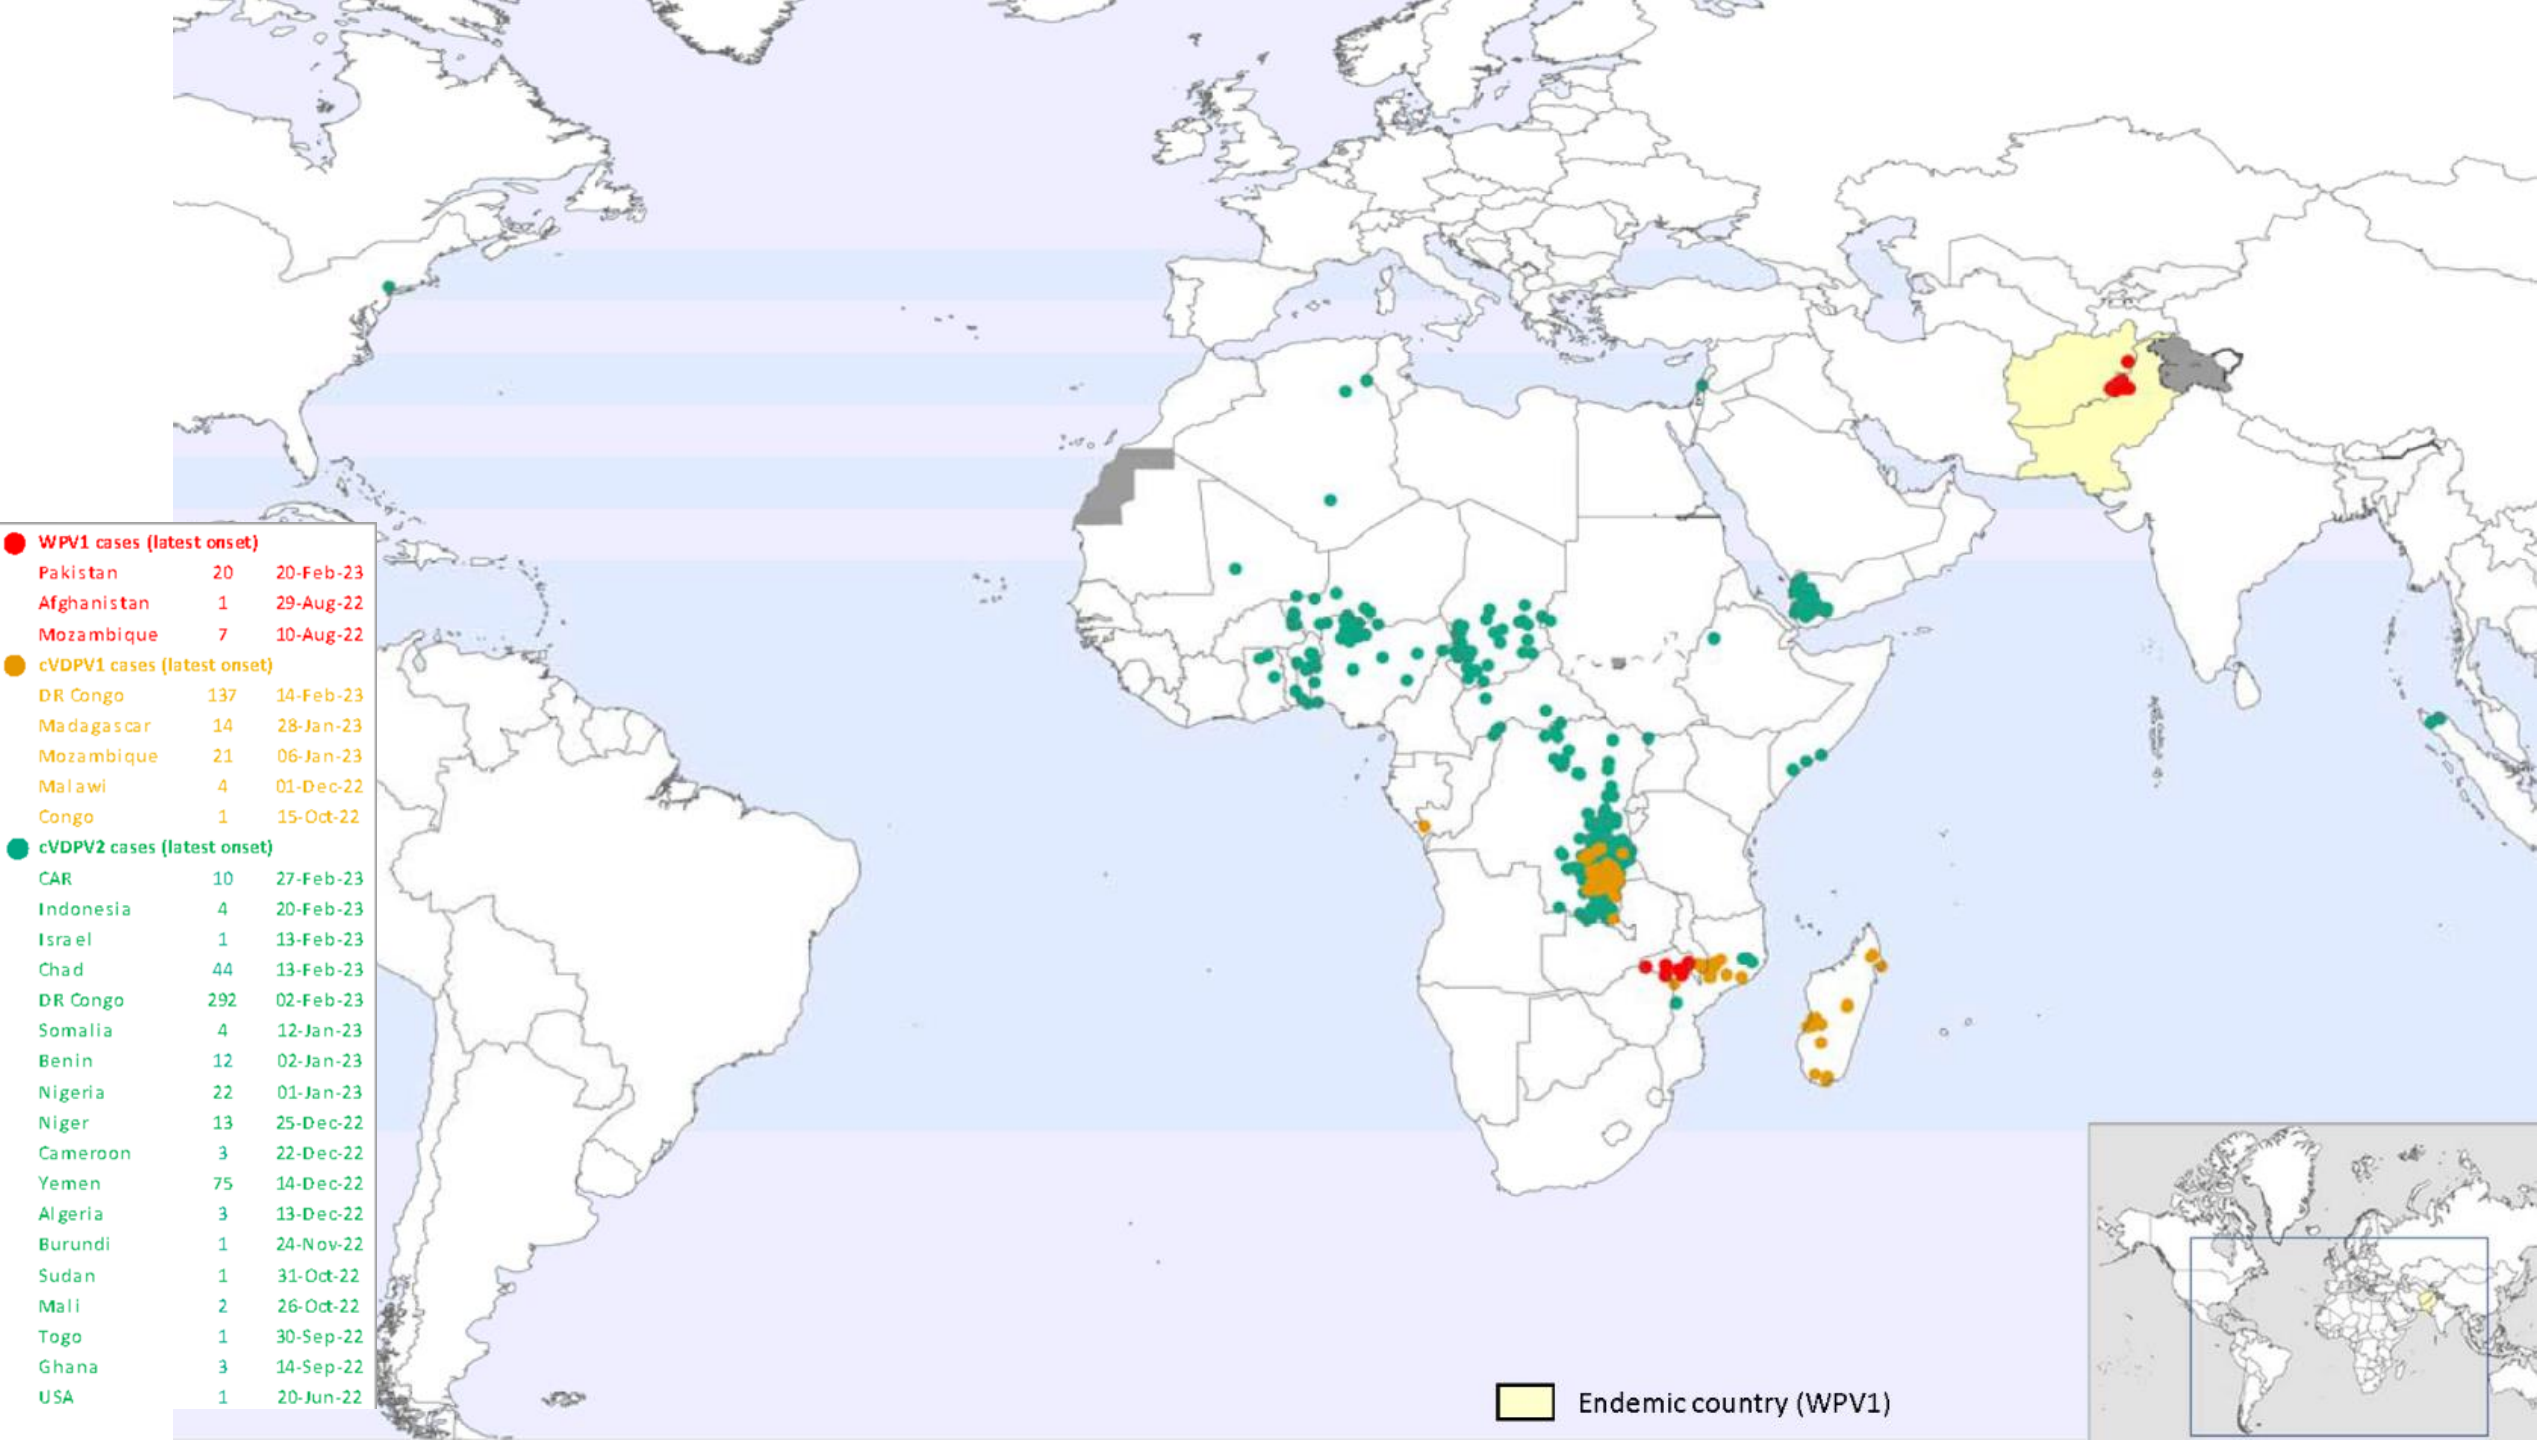 WPV1 cases (latest onset)
Pakistan 20 20-Feb-23
Afghanistan 1 29-Aug-22
Mozambique 7 10-Aug-22
cVDPV1 cases (latest onset)
DR Congo 137 14-Feb-23
Madagascar 14 28-Jan-23
Mozambique 21 06-Jan-23
Malawi 4 01-Dec-22
Congo 1 15-Oct-22
cVDPV2 cases (latest onset)
CAR 10 27-Feb-23
Indonesia 4 20-Feb-23
Israel 1 13-Feb-23
Chad 44 13-Feb-23
DR Congo 292 02-Feb-23
Somalia 4 12-Jan-23
Benin 12 02-Jan-23
Nigeria 22 01-Jan-23
Niger 13 25-Dec-22
Cameroon 3 22-Dec-22
Yemen 75 14-Dec-22
Algeria 3 13-Dec-22
Burundi 1 24-Nov-22
Sudan 1 31-Oct-22
Mali 2 26-Oct-22
Togo 1 30-Sep-22
Ghana 3 14-Sep-22
USA 1 20-Jun-22
Endemic country (WPV1)